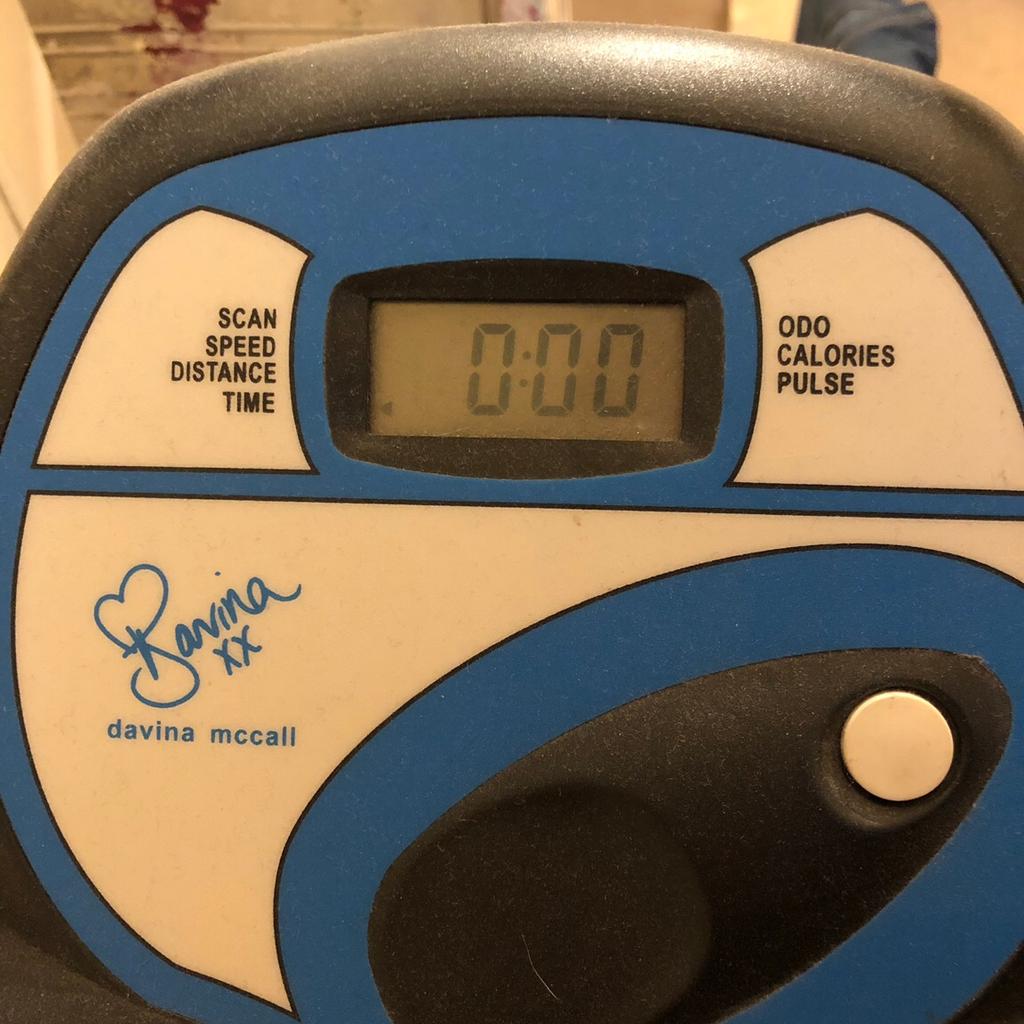 SCAN
SPEED
DISTANCE
TIME
0:00
ODO
CALORIES
PULSE
Davina
xx
davina mccall